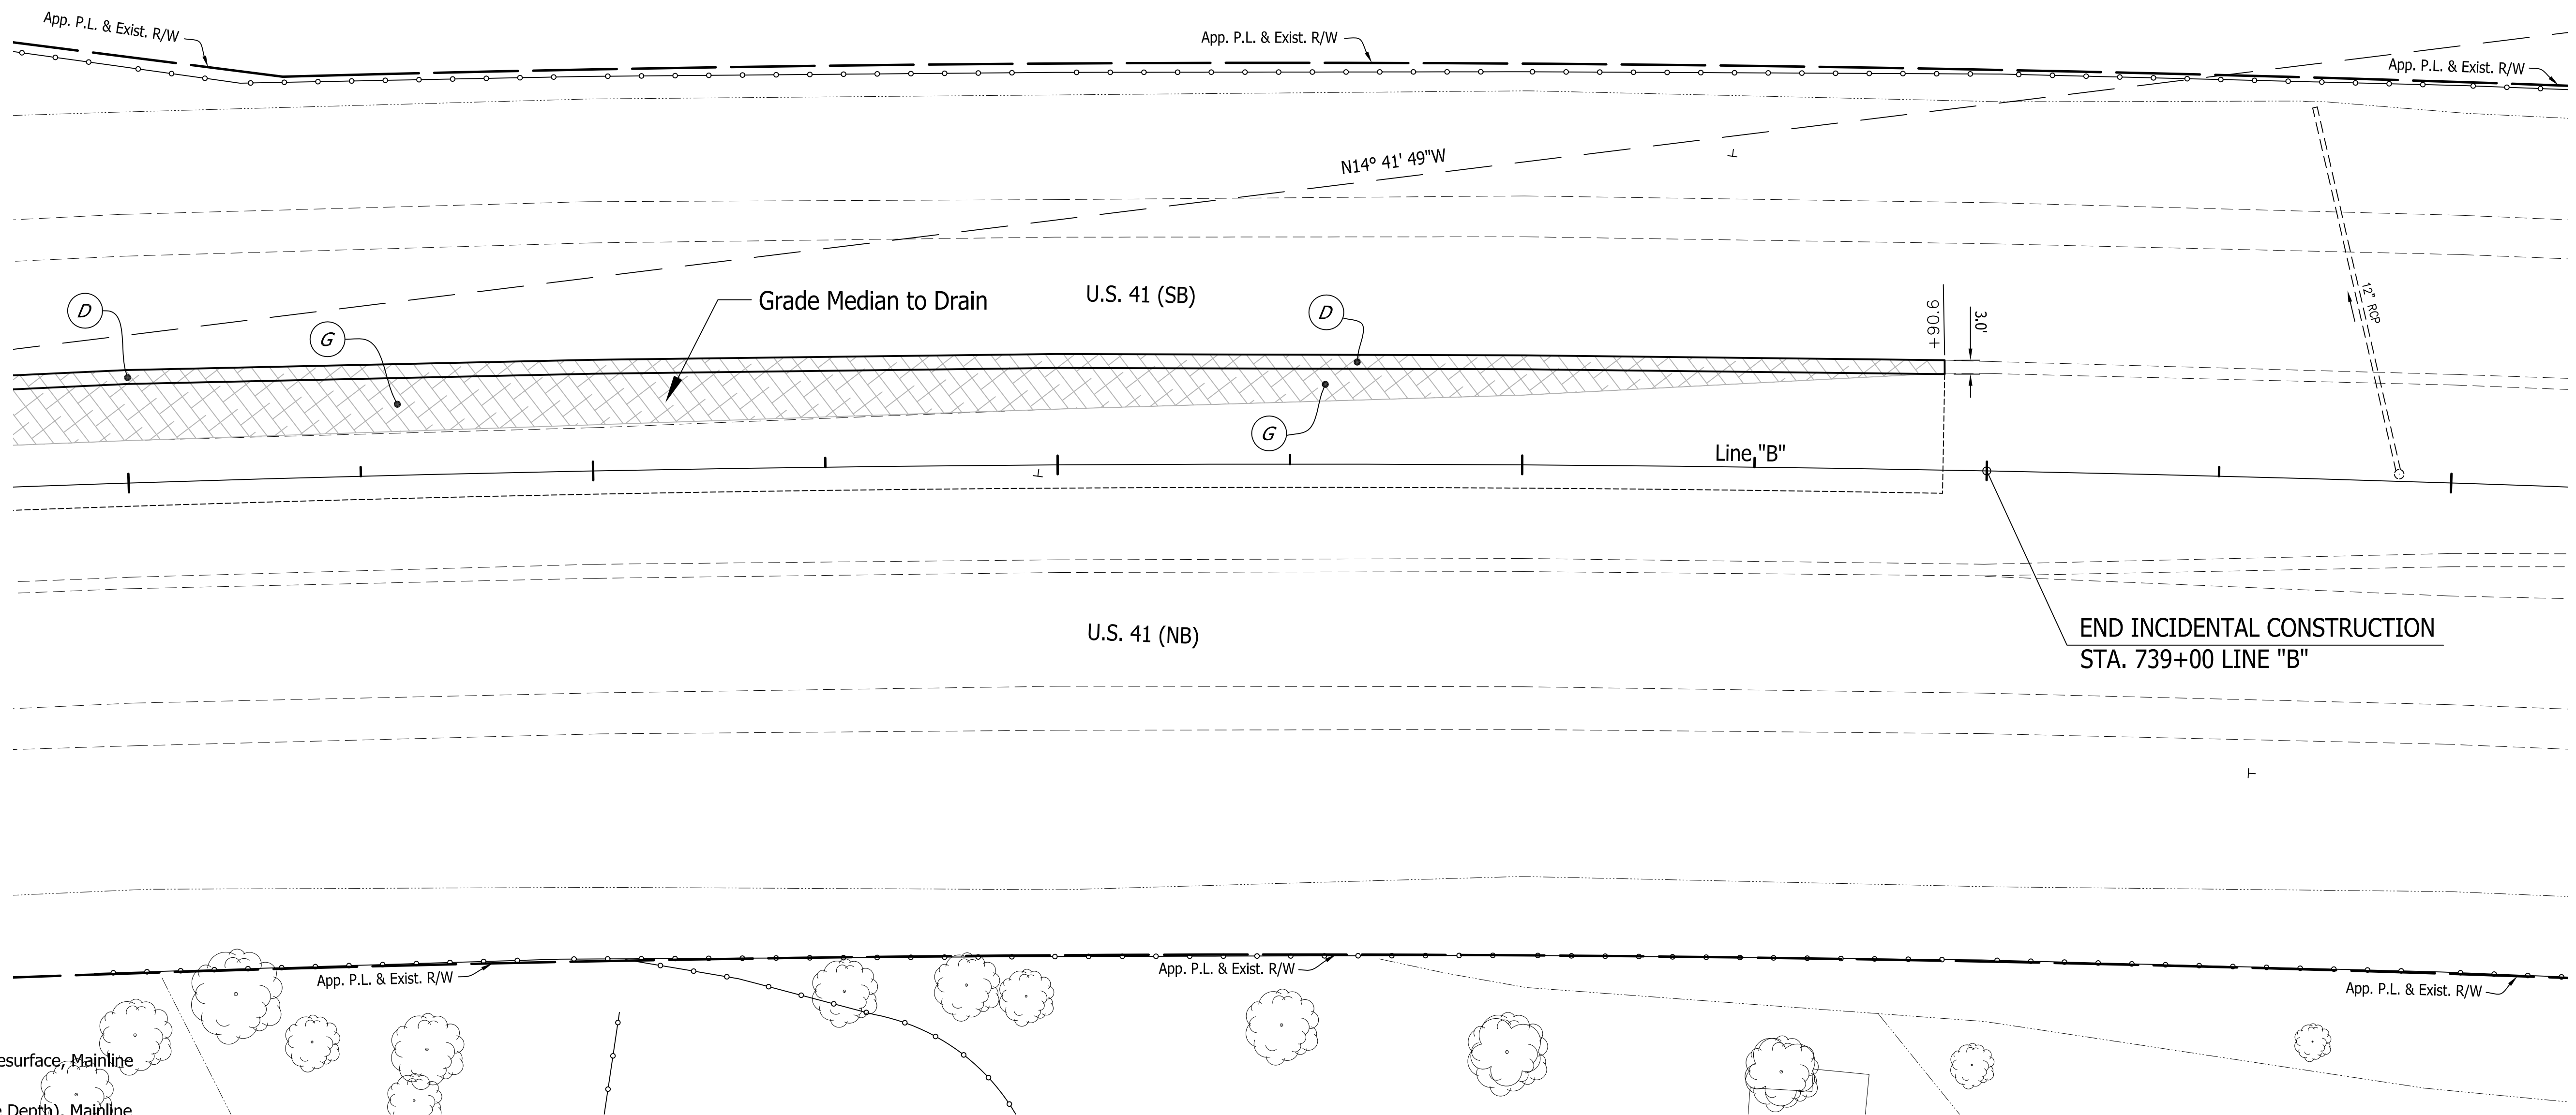 App. P.L. & Exist. R/W
App. P.L. & Exist. R/W
App. P.L. & Exist. R/W
N14° 41' 49"W
12" RCP
D
G
Grade Median to Drain
U.S. 41 (SB)
D
+90.6
3.0'
G
Line "B"
U.S. 41 (NB)
END INCIDENTAL CONSTRUCTION
STA. 739+00 LINE "B"
App. P.L. & Exist. R/W
App. P.L. & Exist. R/W
App. P.L. & Exist. R/W
esurface, Mainline
Depth), Mainline